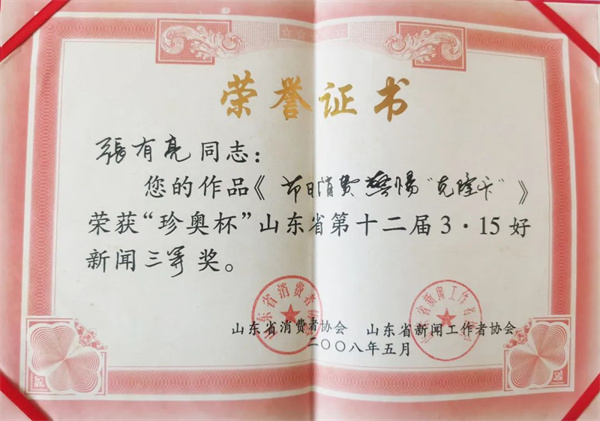 荣誉证书
張有亮同志：
您的作品《节日消费警惕“克隆卡”》
荣获“珍奥杯”山东省第十二届3·15好
新闻三等奖。
山东省消费者协会 山东省新闻工作者协会
二〇〇八年五月